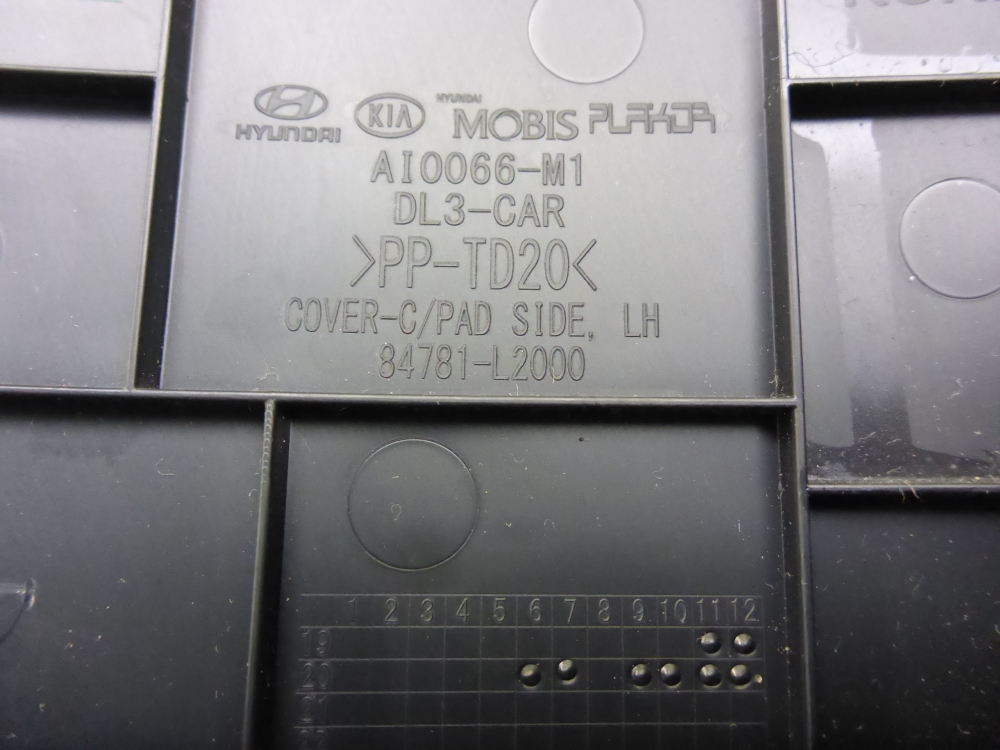 HYUNDAI KIA HYUNDAI MOBIS PLAKOR
AI0066-M1
DL3-CAR
>PP-TD20<
COVER-C/PAD SIDE, LH
84781-L2000
1 2 3 4 5 6 7 8 9 10 11 12
19
20
21